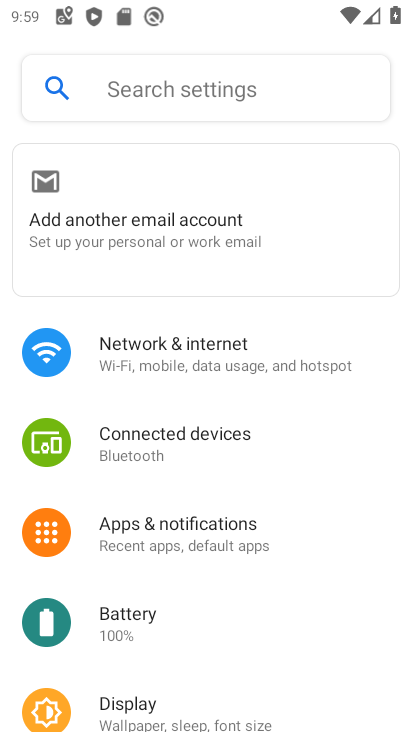 9:59
Search settings
Add another email account
Set up your personal or work email
Network & internet
Wi-Fi, mobile, data usage, and hotspot
Connected devices
Bluetooth
Apps & notifications
Recent apps, default apps
Battery
100%
Display
Wallpaper, sleep, font size